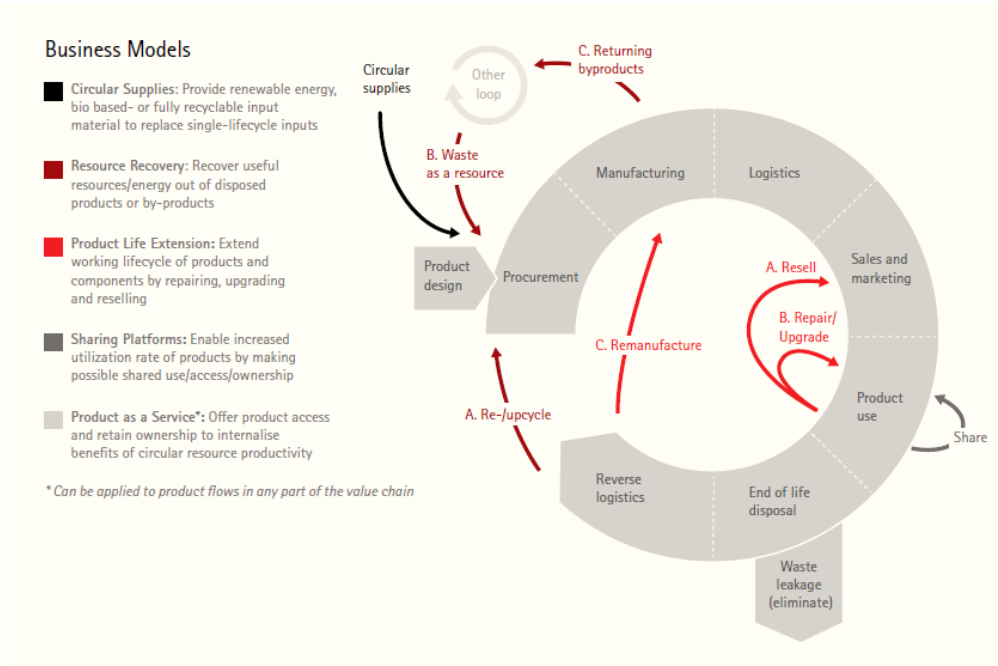 Business Models
Circular Supplies: Provide renewable energy,
bio based- or fully recyclable input
material to replace single-lifecycle inputs
Resource Recovery: Recover useful
resources/energy out of disposed
products or by-products
Product Life Extension: Extend
working lifecycle of products and
components by repairing, upgrading
and reselling
Sharing Platforms: Enable increased
utilization rate of products by making
possible shared use/access/ownership
Product as a Service*: Offer product access
and retain ownership to internalise
benefits of circular resource productivity
* Can be applied to product flows in any part of the value chain
Circular
supplies
Other
loop
C. Returning
byproducts
B. Waste
as a resource
Manufacturing
Logistics
Product
design
Procurement
A. Resell
Sales and
marketing
B. Repair/
Upgrade
C. Remanufacture
A. Re-/upcycle
Product
use
Share
Reverse
logistics
End of life
disposal
Waste
leakage
(eliminate)